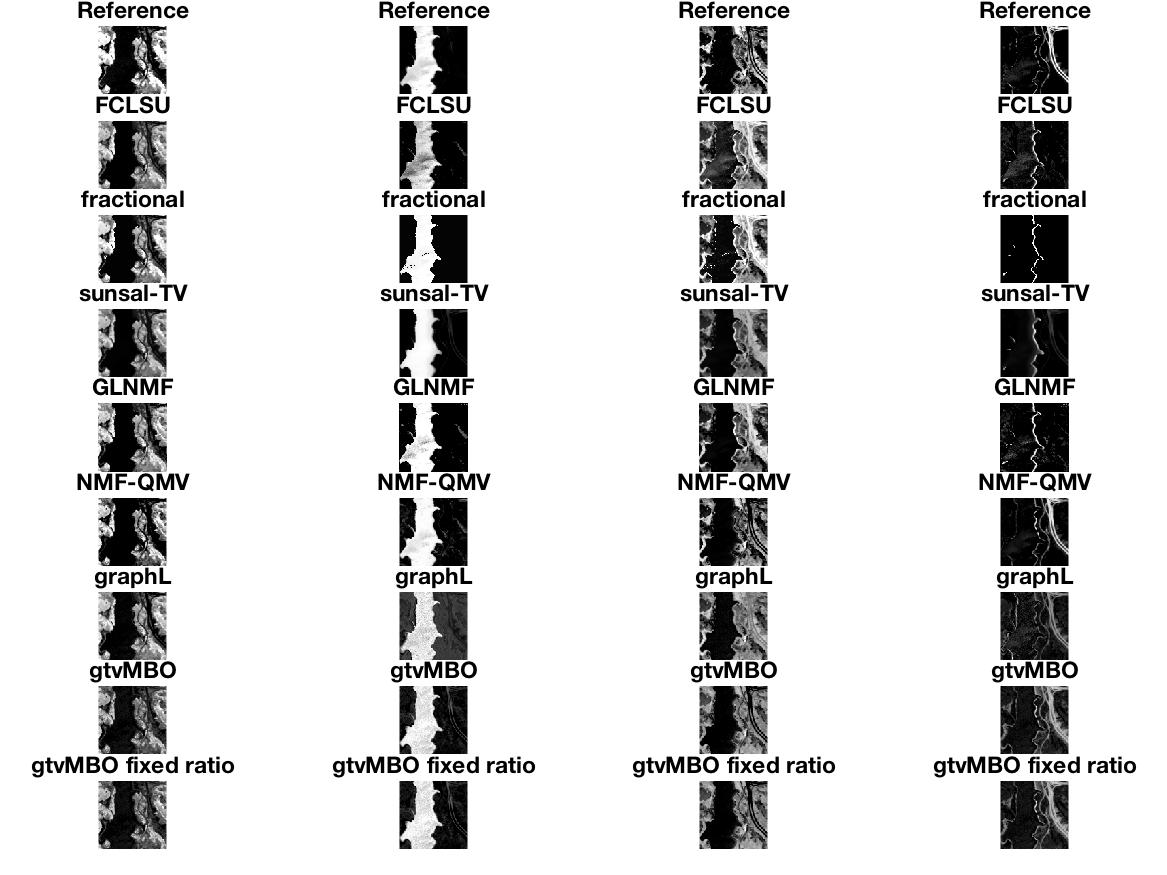 Reference Reference Reference Reference
FCLSU FCLSU FCLSU FCLSU
fractional fractional fractional fractional
sunsal-TV sunsal-TV sunsal-TV sunsal-TV
GLNMF GLNMF GLNMF GLNMF
NMF-QMV NMF-QMV NMF-QMV NMF-QMV
graphL graphL graphL graphL
gtvMBO gtvMBO gtvMBO gtvMBO
gtvMBO fixed ratio gtvMBO fixed ratio gtvMBO fixed ratio gtvMBO fixed ratio